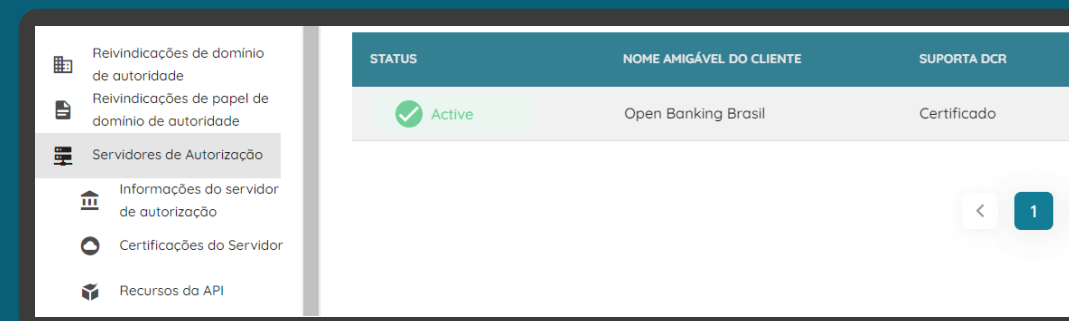 Reivindicações de domínio
de autoridade
Reivindicações de papel de
domínio de autoridade
Servidores de Autorização
Informações do servidor
de autorização
Certificações do Servidor
Recursos da API
STATUS NOME AMIGÁVEL DO CLIENTE SUPORTA DCR
Active Open Banking Brasil Certificado
1